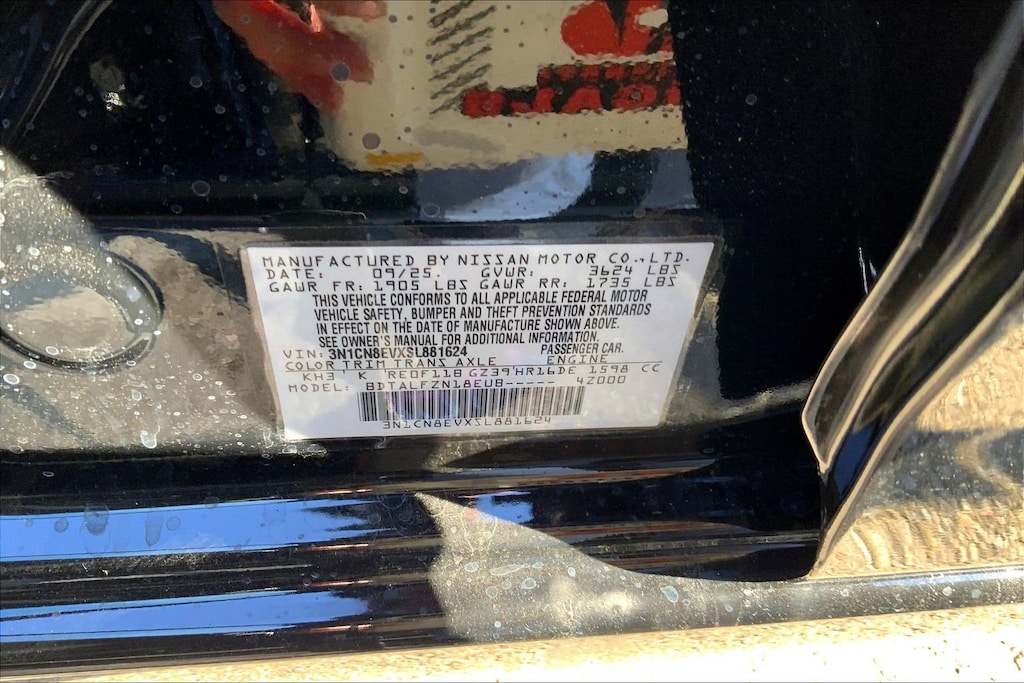 MANUFACTURED BY NISSAN MOTOR CO.,LTD.
DATE: 09/25. GVWR: 3624 LBS
GAWR FR: 1905 LBS GAWR RR: 1735 LBS
THIS VEHICLE CONFORMS TO ALL APPLICABLE FEDERAL MOTOR
VEHICLE SAFETY, BUMPER AND THEFT PREVENTION STANDARDS
IN EFFECT ON THE DATE OF MANUFACTURE SHOWN ABOVE.
SEE OWNER'S MANUAL FOR ADDITIONAL INFORMATION.
VIN: 3N1CN8EVXSL881624 PASSENGER CAR.
COLOR TRIM TRANS AXLE ENGINE
KH3 K RE0F11B GZ39 HR16DE 1598 CC
MODEL: BDTALFZN18EUB----- 4Z000
3N1CN8EVXSL881624